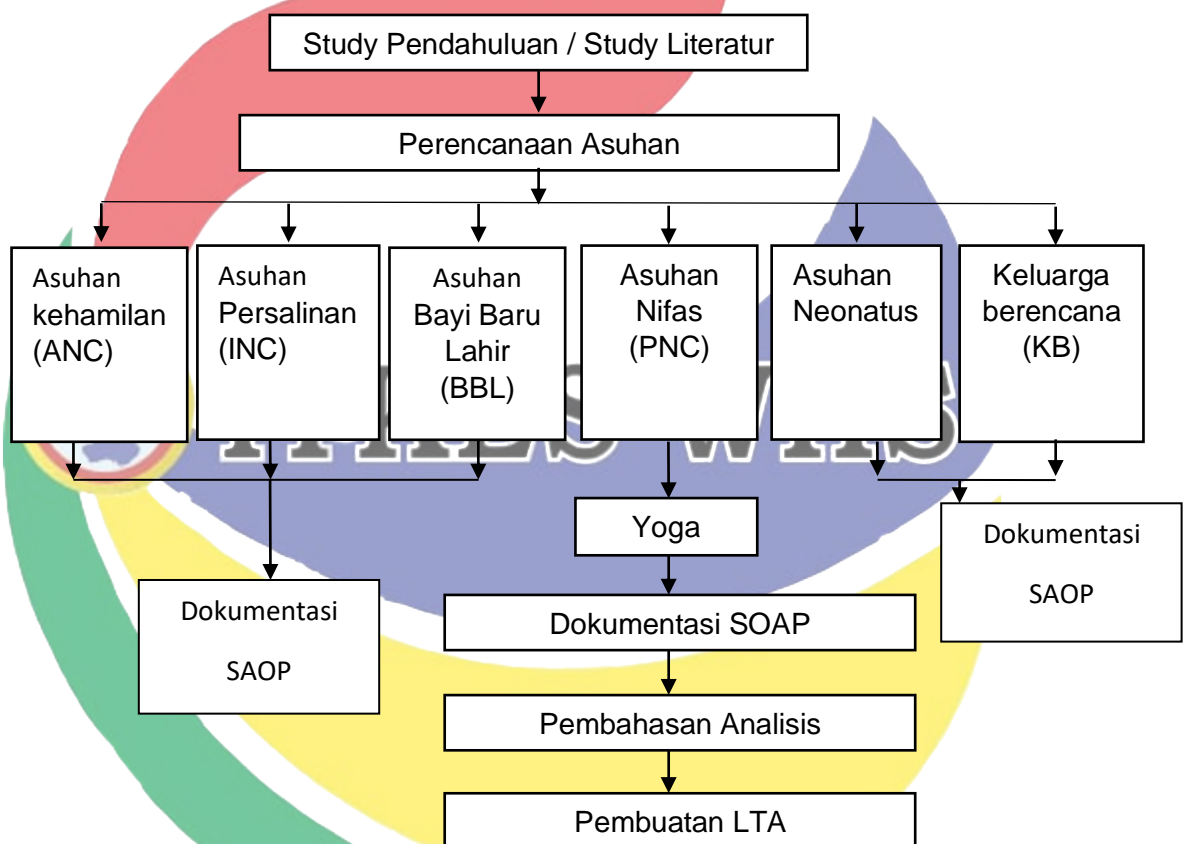 Study Pendahuluan / Study Literatur
Perencanaan Asuhan
Asuhan
kehamilan
(ANC)
Asuhan
Persalinan
(INC)
Asuhan
Bayi Baru
Lahir
(BBL)
Asuhan
Nifas
(PNC)
Asuhan
Neonatus
Keluarga
berencana
(KB)
Yoga
Dokumentasi
SAOP
Dokumentasi
SAOP
Dokumentasi SOAP
Pembahasan Analisis
Pembuatan LTA